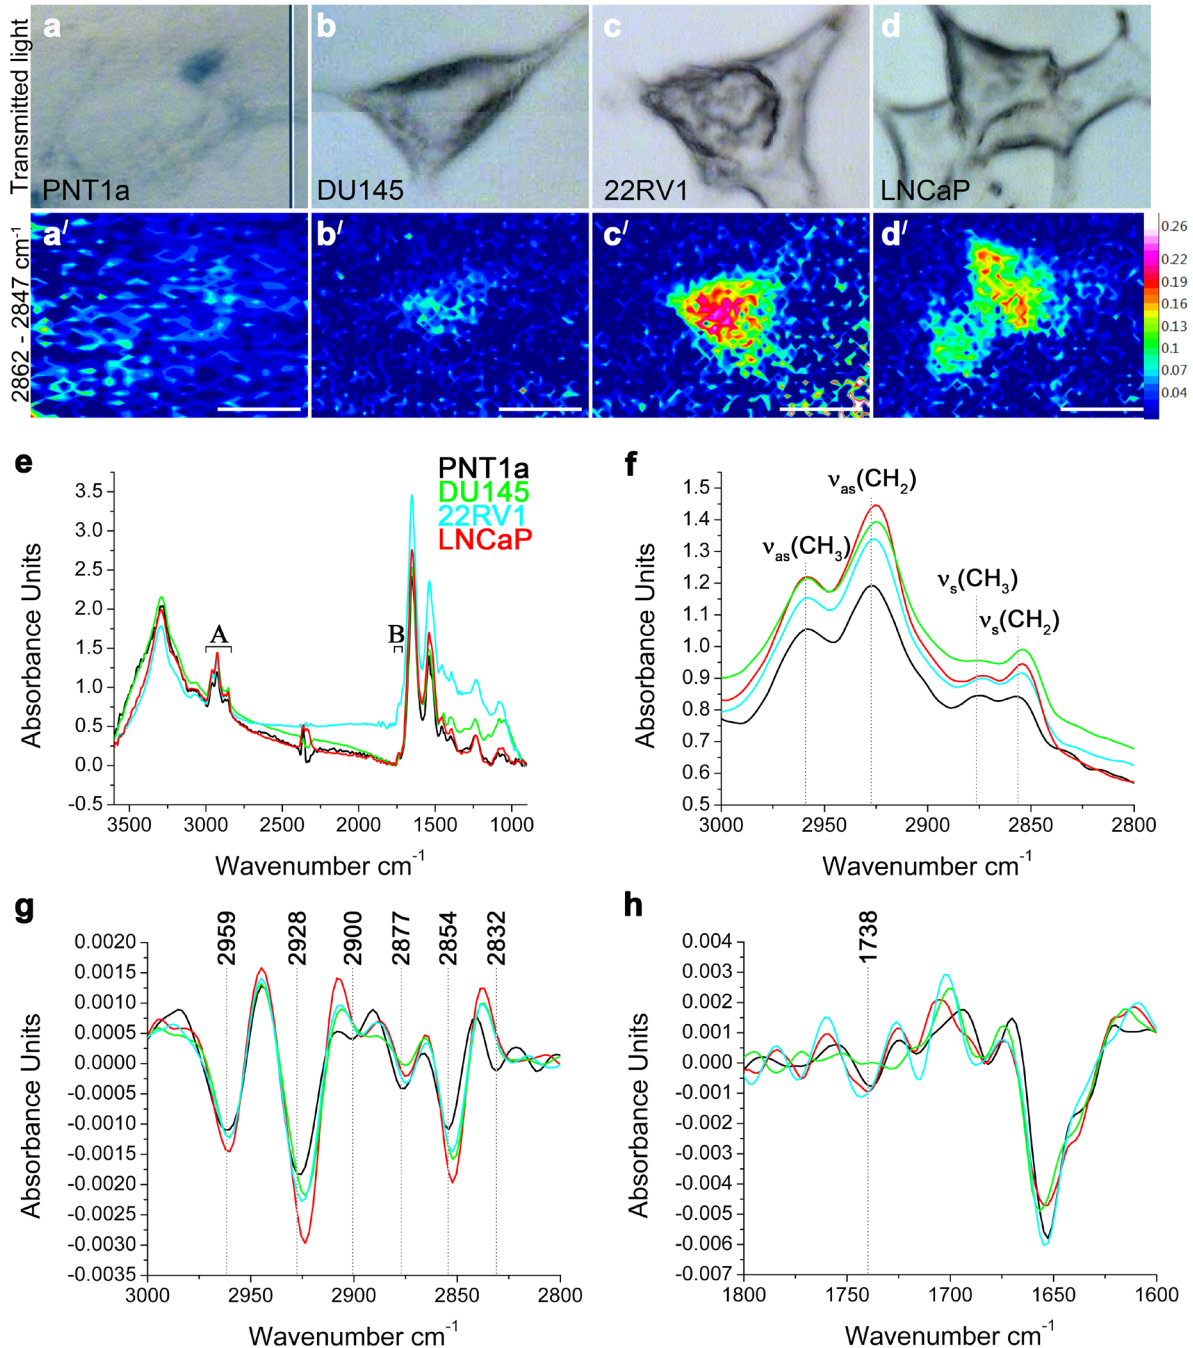 Transmitted light
a
PNT1a
b
DU145
c
22RV1
d
LNCaP
2862 - 2847 cm-1
a/
b/
c/
d/
0.26
0.22
0.19
0.16
0.13
0.1
0.07
0.04
e
PNT1a
DU145
22RV1
LNCaP
A
B
3.5
3.0
2.5
2.0
1.5
1.0
0.5
0.0
-0.5
Absorbance Units
3500 3000 2500 2000 1500 1000
Wavenumber cm-1
f
νas(CH2)
νas(CH3)
νs(CH3)
νs(CH2)
1.5
1.4
1.3
1.2
1.1
1.0
0.9
0.8
0.7
0.6
0.5
Absorbance Units
3000 2950 2900 2850 2800
Wavenumber cm-1
g
2959 2928 2900 2877 2854 2832
0.0020
0.0015
0.0010
0.0005
0.0000
-0.0005
-0.0010
-0.0015
-0.0020
-0.0025
-0.0030
-0.0035
Absorbance Units
3000 2950 2900 2850 2800
Wavenumber cm-1
h
1738
0.004
0.003
0.002
0.001
0.000
-0.001
-0.002
-0.003
-0.004
-0.005
-0.006
-0.007
Absorbance Units
1800 1750 1700 1650 1600
Wavenumber cm-1